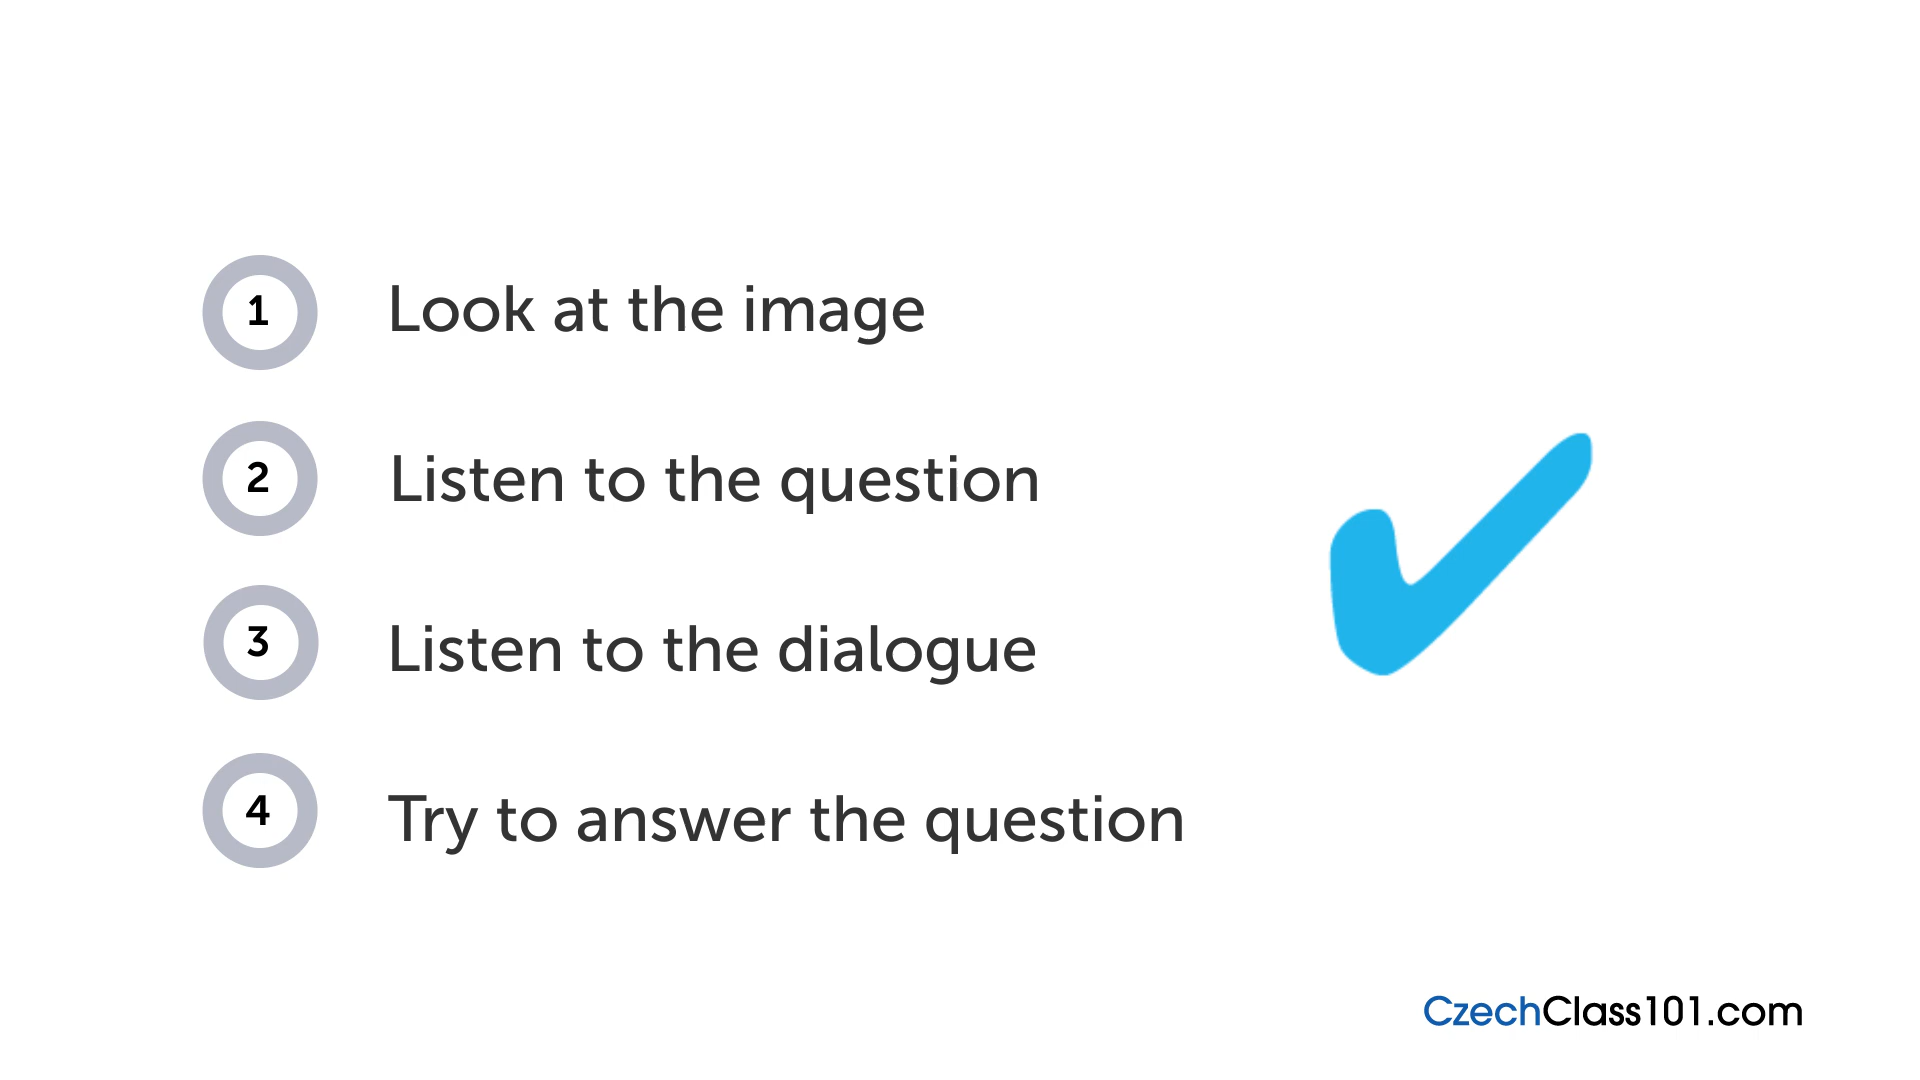 1 Look at the image
2 Listen to the question
3 Listen to the dialogue
4 Try to answer the question
CzechClass101.com